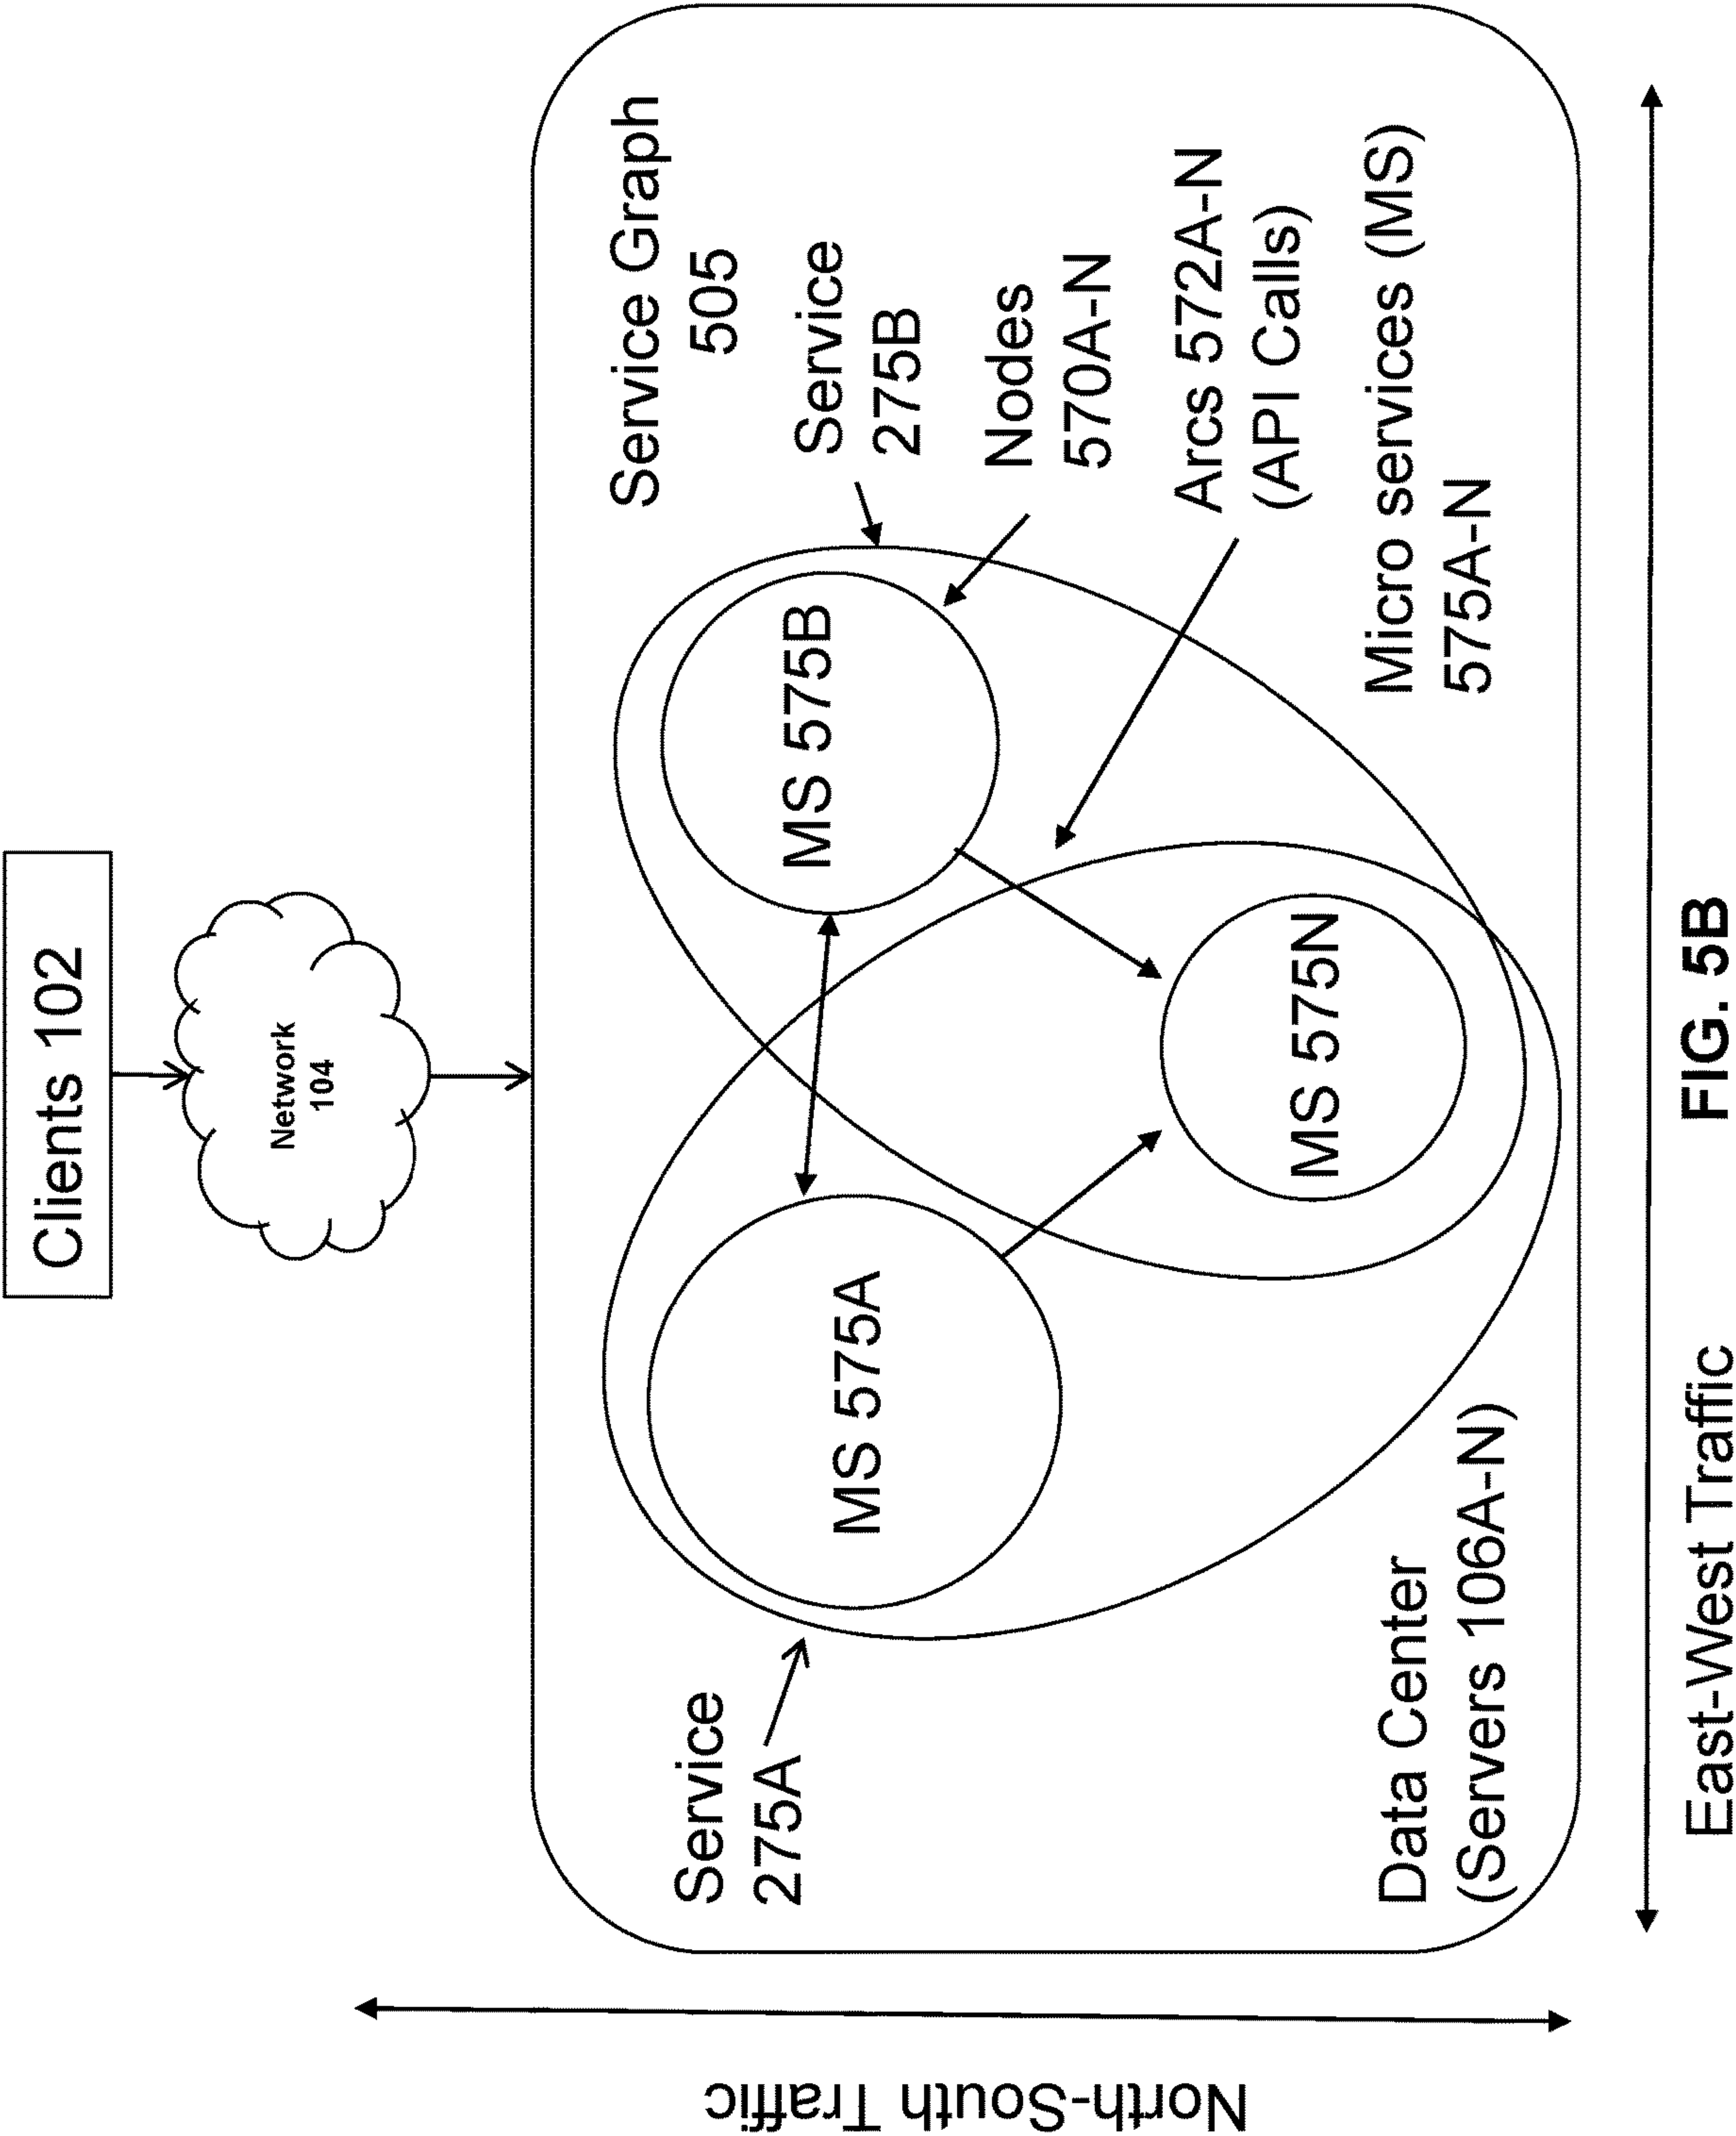 Clients 102
Network
104
Service Graph
505
Service
275B
Nodes
570A-N
Arcs 572A-N
(API Calls)
Micro services (MS)
575A-N
MS 575B
MS 575A
MS 575N
Service
275A
Data Center
(Servers 106A-N)
North-South Traffic
East-West Traffic
FIG. 5B